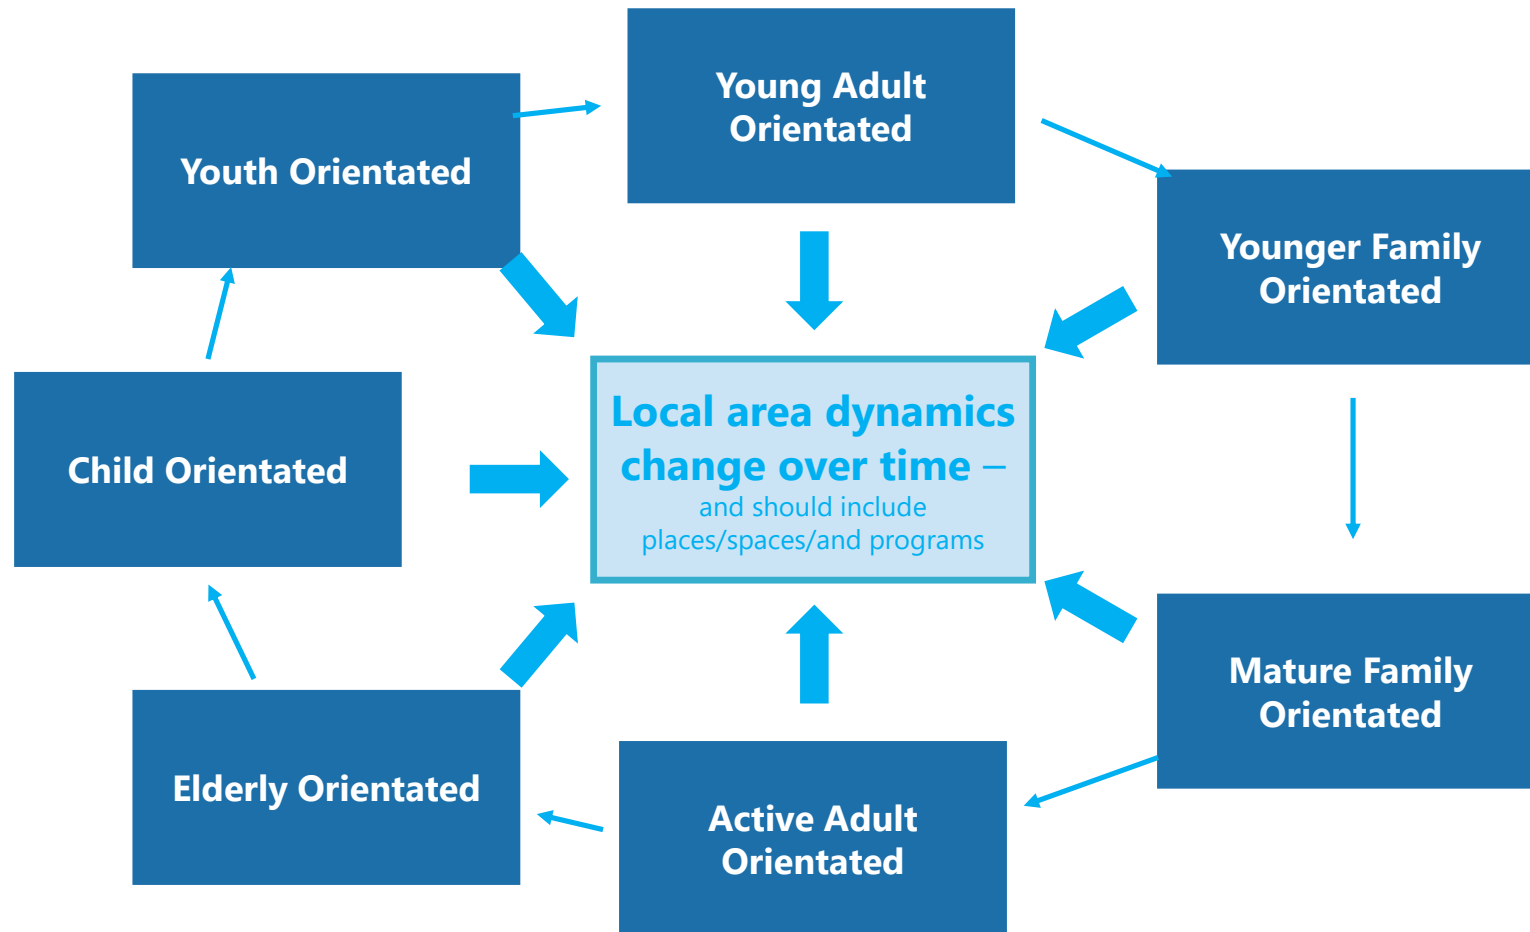 Young Adult
Orientated
Youth Orientated
Younger Family
Orientated
Local area dynamics
change over time –
and should include
places/spaces/and programs
Child Orientated
Mature Family
Orientated
Elderly Orientated
Active Adult
Orientated